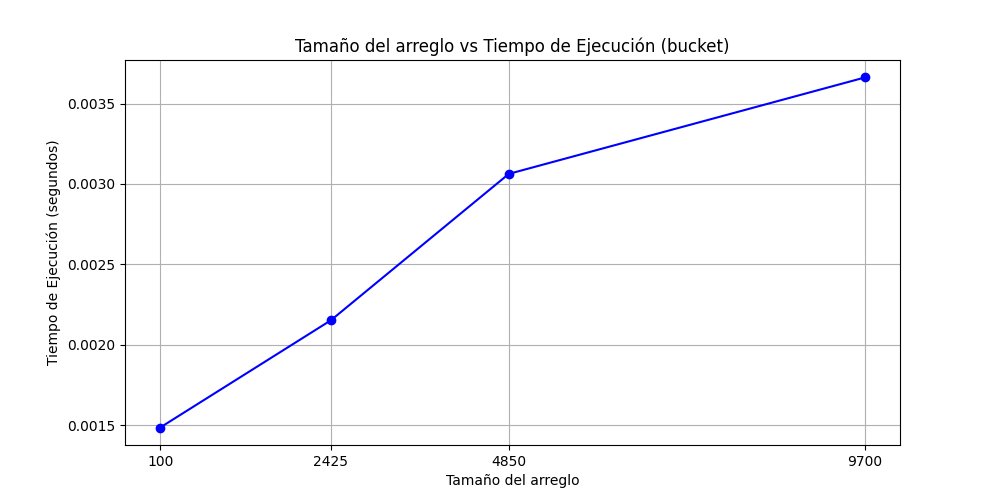 Tamaño del arreglo vs Tiempo de Ejecución (bucket)
Tiempo de Ejecución (segundos)
0.0035
0.0030
0.0025
0.0020
0.0015
100 2425 4850 9700
Tamaño del arreglo